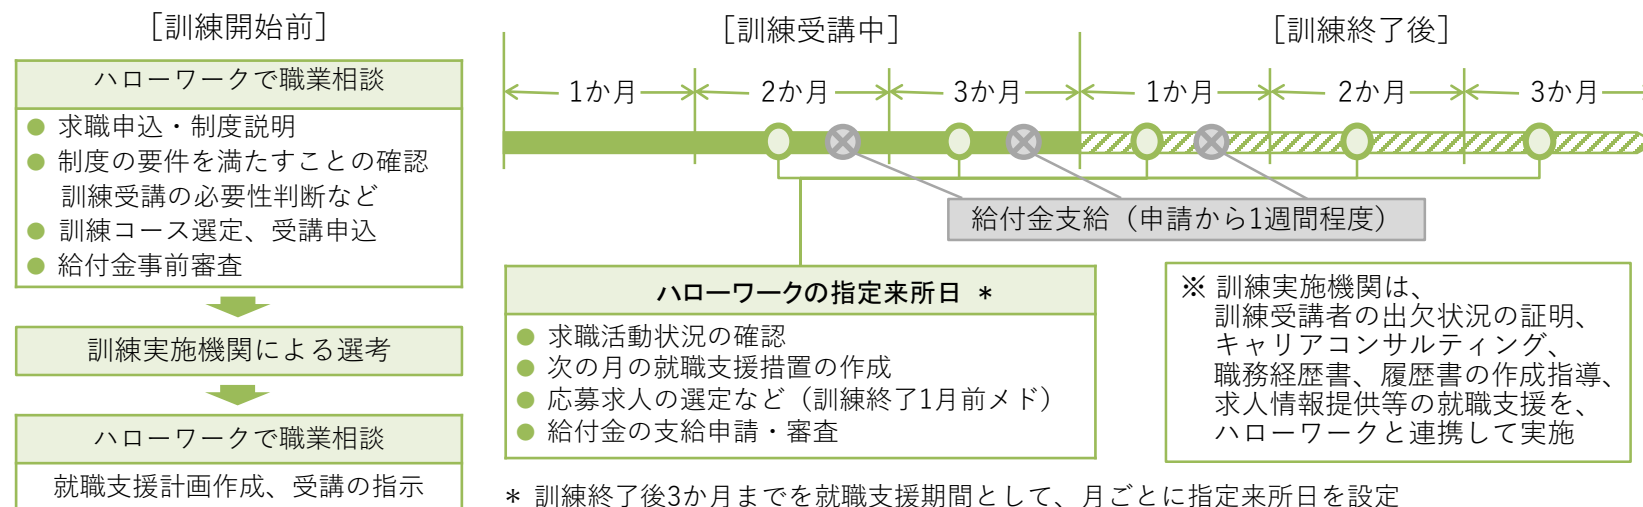 ［訓練開始前］
ハローワークで職業相談
● 求職申込・制度説明
● 制度の要件を満たすことの確認
訓練受講の必要性判断など
● 訓練コース選定、受講申込
● 給付金事前審査
訓練実施機関による選考
ハローワークで職業相談
就職支援計画作成、受講の指示
［訓練受講中］
［訓練終了後］
1か月
2か月
3か月
1か月
2か月
3か月
給付金支給（申請から1週間程度）
ハローワークの指定来所日 ＊
● 求職活動状況の確認
● 次の月の就職支援措置の作成
● 応募求人の選定など（訓練終了1月前メド）
● 給付金の支給申請・審査
※ 訓練実施機関は、
訓練受講者の出欠状況の証明、
キャリアコンサルティング、
職務経歴書、履歴書の作成指導、
求人情報提供等の就職支援を、
ハローワークと連携して実施
＊ 訓練終了後3か月までを就職支援期間として、月ごとに指定来所日を設定